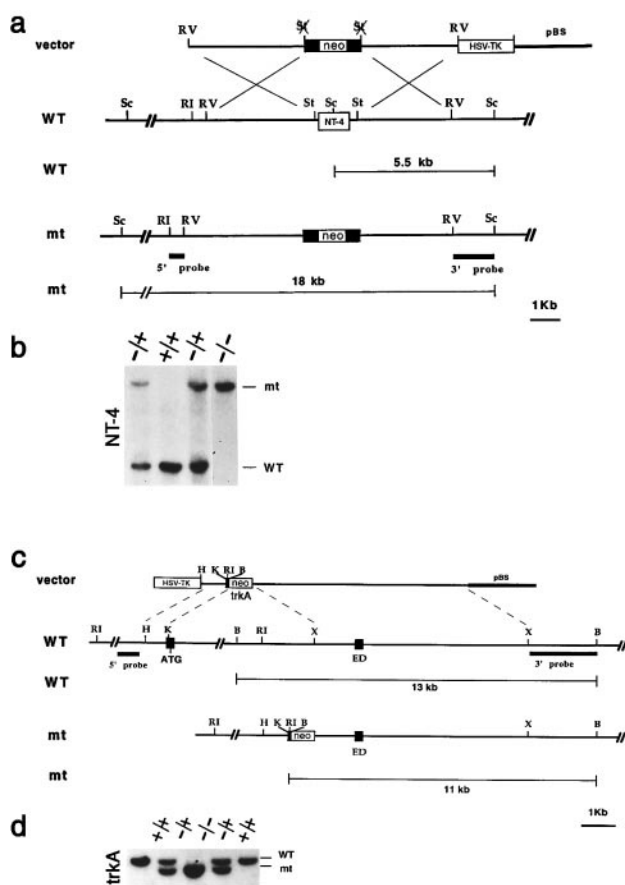 a
RV St St RV pBS
vector neo HSV-TK
Sc RI RV St Sc St RV Sc
WT NT-4
WT 5.5 kb
Sc RI RV RV Sc
mt neo
5' probe 3' probe
mt 18 kb
1Kb
b
+/- +/+ +/- -/-
NT-4
mt
WT
c
H K RI B
vector HSV-TK neo pBS
trkA
RI H K B RI X X B
WT
5' probe ATG ED 3' probe
WT 13 kb
RI H K RI B X B
mt neo
ED
mt 11 kb
1Kb
d
+/+ +/- -/- +/- +/+
trkA
WT
mt